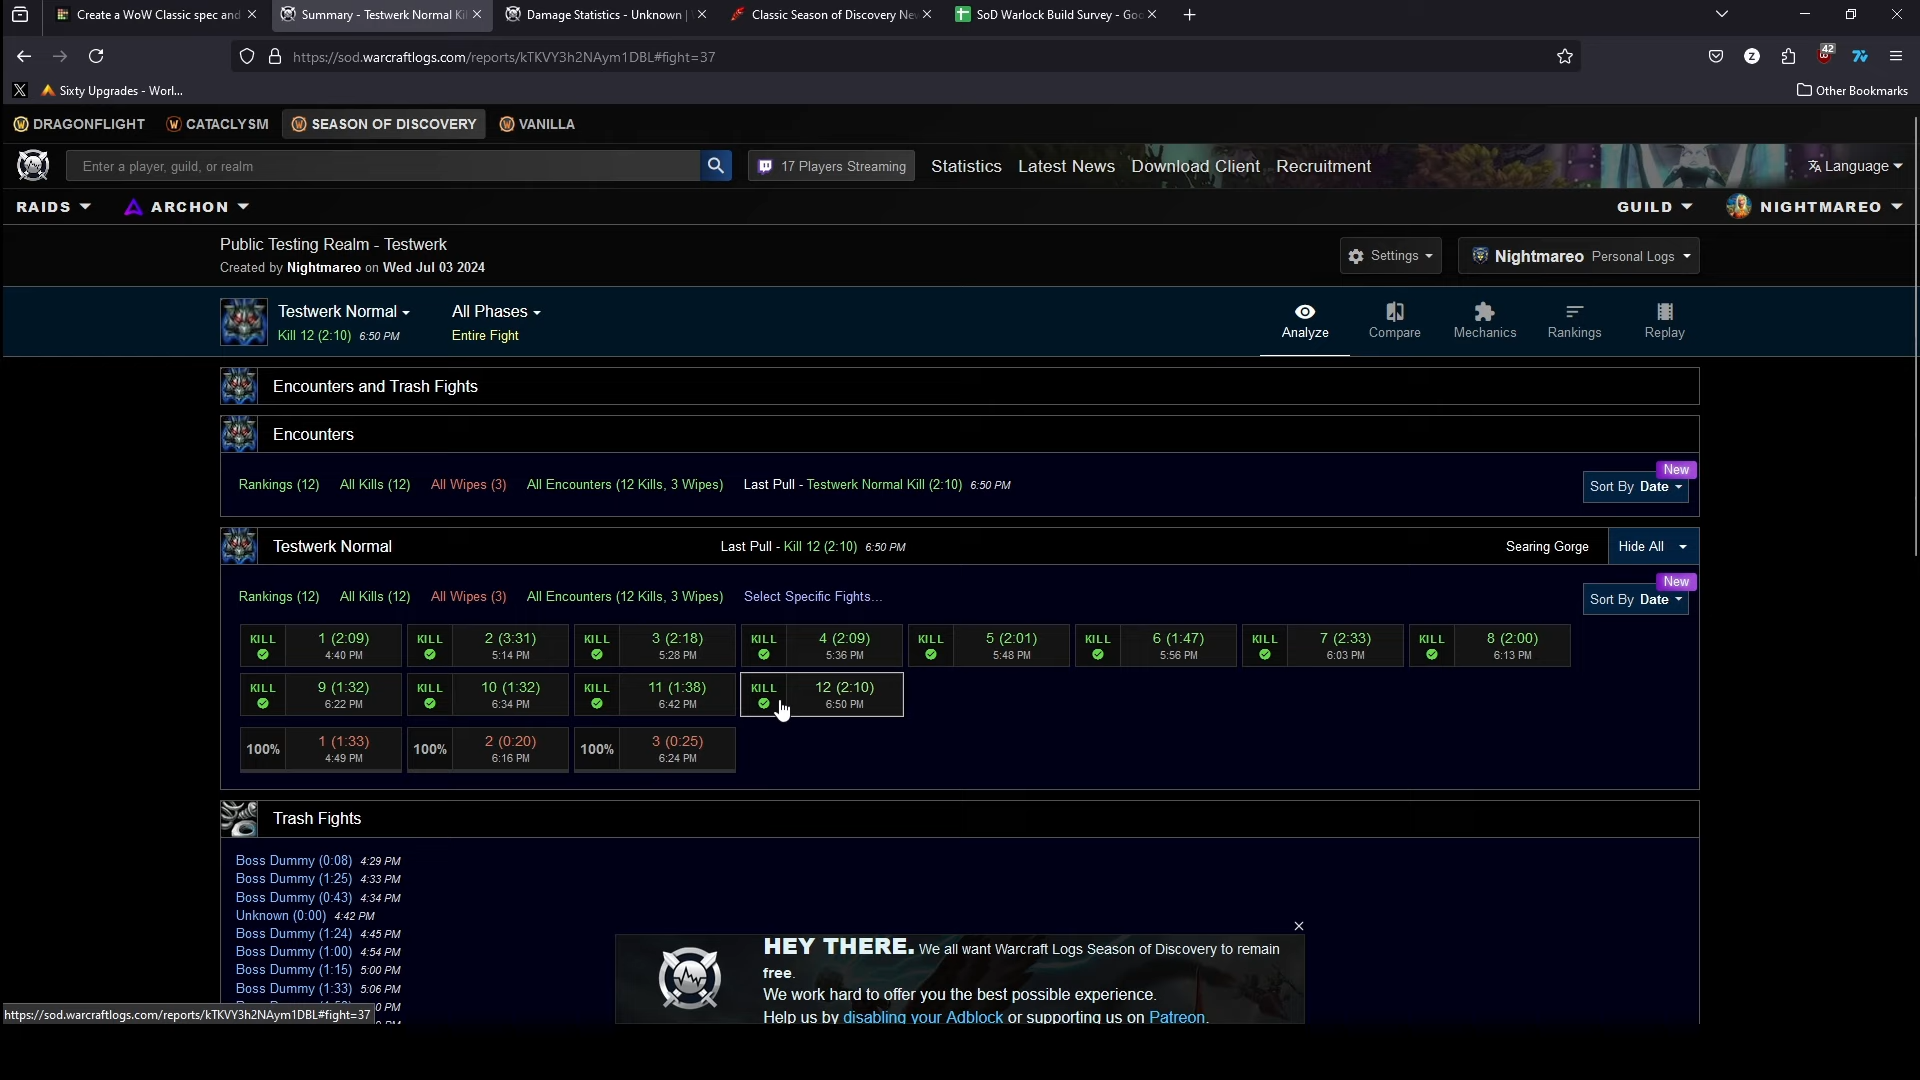 Create a WoW Classic spec and
Summary - Testwerk Normal Ki
Damage Statistics - Unknown |
Classic Season of Discovery Ne
SoD Warlock Build Survey - Goo
https://sod.warcraftlogs.com/reports/kTKVY3h2NAym1DBL#fight=37
42
Sixty Upgrades - Worl...
Other Bookmarks
DRAGONFLIGHT CATACLYSM SEASON OF DISCOVERY VANILLA
Enter a player, guild, or realm
17 Players Streaming
Statistics Latest News Download Client Recruitment
Language
RAIDS ARCHON GUILD NIGHTMAREO
Public Testing Realm - Testwerk
Created by Nightmareo on Wed Jul 03 2024
Settings
Nightmareo Personal Logs
Testwerk Normal
Kill 12 (2:10) 6:50 PM
All Phases
Entire Fight
Analyze Compare Mechanics Rankings Replay
Encounters and Trash Fights
Encounters
Rankings (12) All Kills (12) All Wipes (3) All Encounters (12 Kills, 3 Wipes) Last Pull - Testwerk Normal Kill (2:10) 6:50 PM
New
Sort By Date
Testwerk Normal Last Pull - Kill 12 (2:10) 6:50 PM Searing Gorge Hide All
Rankings (12) All Kills (12) All Wipes (3) All Encounters (12 Kills, 3 Wipes) Select Specific Fights...
New
Sort By Date
KILL 1 (2:09) KILL 2 (3:31) KILL 3 (2:18) KILL 4 (2:09) KILL 5 (2:01) KILL 6 (1:47) KILL 7 (2:33) KILL 8 (2:00)
4:40 PM 5:14 PM 5:28 PM 5:36 PM 5:48 PM 5:56 PM 6:03 PM 6:13 PM
KILL 9 (1:32) KILL 10 (1:32) KILL 11 (1:38) KILL 12 (2:10)
6:22 PM 6:34 PM 6:42 PM 6:50 PM
100% 1 (1:33) 100% 2 (0:20) 100% 3 (0:25)
4:49 PM 6:16 PM 6:24 PM
Trash Fights
Boss Dummy (0:08) 4:29 PM
Boss Dummy (1:25) 4:33 PM
Boss Dummy (0:43) 4:34 PM
Unknown (0:00) 4:42 PM
Boss Dummy (1:24) 4:45 PM
Boss Dummy (1:00) 4:54 PM
Boss Dummy (1:15) 5:00 PM
Boss Dummy (1:33) 5:06 PM
HEY THERE. We all want Warcraft Logs Season of Discovery to remain
free.
We work hard to offer you the best possible experience.
Help us by disabling your Adblock or supporting us on Patreon.
https://sod.warcraftlogs.com/reports/kTKVY3h2NAym1DBL#fight=37